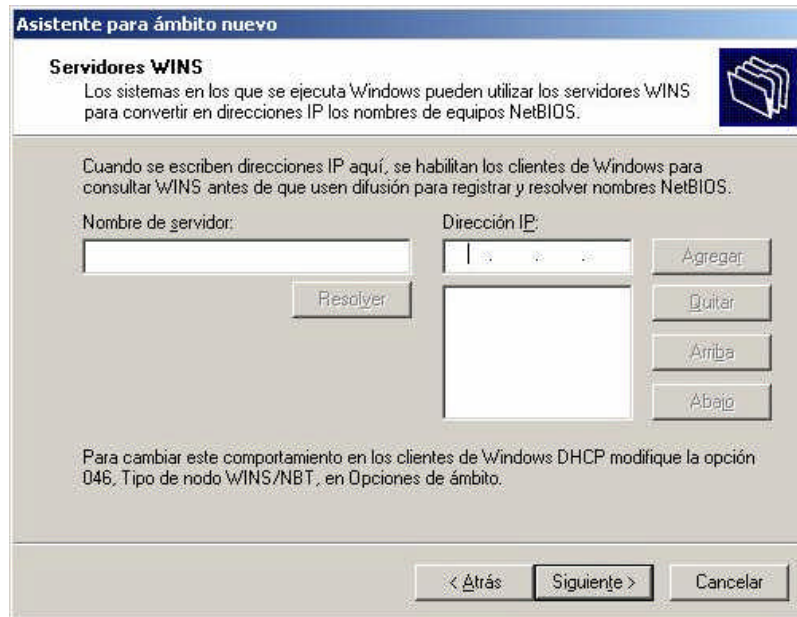 Asistente para ámbito nuevo
Servidores WINS
Los sistemas en los que se ejecuta Windows pueden utilizar los servidores WINS
para convertir en direcciones IP los nombres de equipos NetBIOS.
Cuando se escriben direcciones IP aquí, se habilitan los clientes de Windows para
consultar WINS antes de que usen difusión para registrar y resolver nombres NetBIOS.
Nombre de servidor:
Dirección IP:
Agregar
Resolver
Quitar
Arriba
Abajo
Para cambiar este comportamiento en los clientes de Windows DHCP modifique la opción
046, Tipo de nodo WINS/NBT, en Opciones de ámbito.
< Atrás
Siguiente >
Cancelar